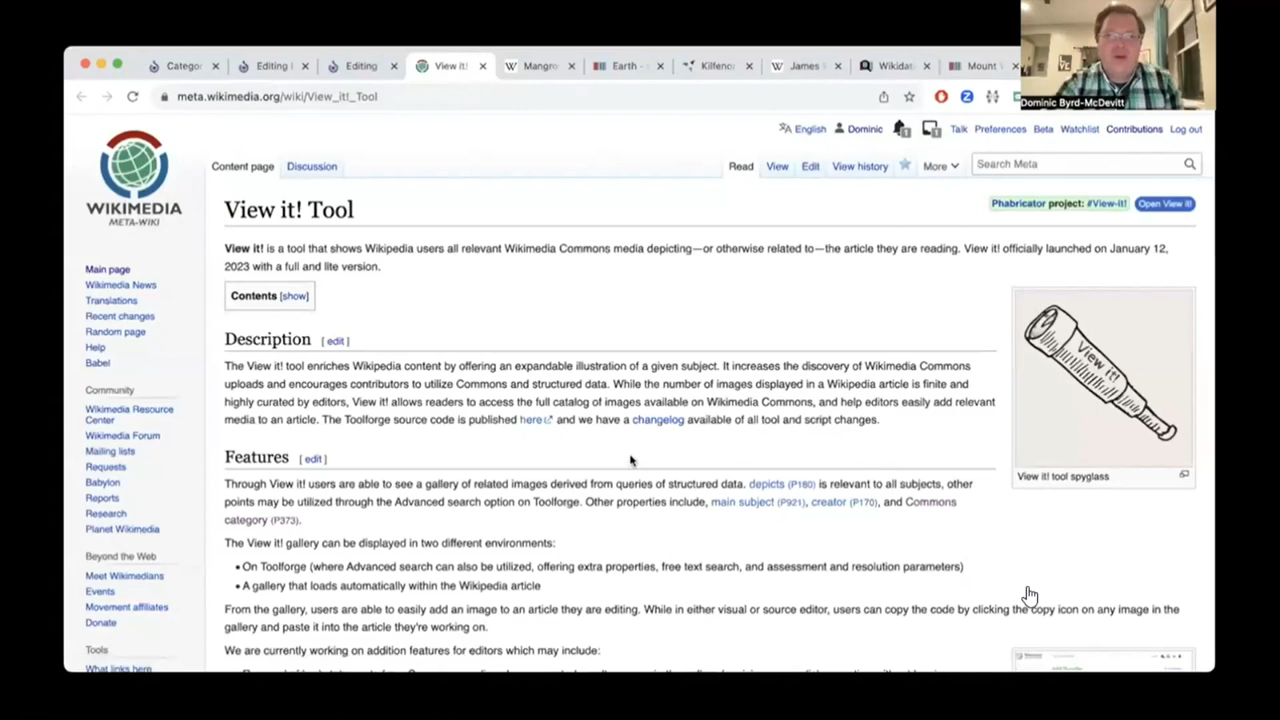 Catego
Editing
Editing
View it!
Mangro
Earth -
Kilfeno
James
Wikidat
Mount
meta.wikimedia.org/wiki/View_it!_Tool
Dominic Byrd-McDevitt
English Dominic 1 1 Talk Preferences Beta Watchlist Contributions Log out
Content page Discussion Read View Edit View history More Search Meta
WIKIMEDIA
META-WIKI
View it! Tool
Phabricator project: #View-it! Open View it!
View it! is a tool that shows Wikipedia users all relevant Wikimedia Commons media depicting—or otherwise related to—the article they are reading. View it! officially launched on January 12,
2023 with a full and lite version.
Contents [show]
Main page
Wikimedia News
Translations
Recent changes
Random page
Help
Babel
Community
Wikimedia Resource
Center
Wikimedia Forum
Mailing lists
Requests
Babylon
Reports
Research
Planet Wikimedia
Beyond the Web
Meet Wikimedians
Events
Movement affiliates
Donate
Tools
What links here
Description [ edit ]
The View it! tool enriches Wikipedia content by offering an expandable illustration of a given subject. It increases the discovery of Wikimedia Commons
uploads and encourages contributors to utilize Commons and structured data. While the number of images displayed in a Wikipedia article is finite and
highly curated by editors, View it! allows readers to access the full catalog of images available on Wikimedia Commons, and help editors easily add relevant
media to an article. The Toolforge source code is published here and we have a changelog available of all tool and script changes.
View it!
View it! tool spyglass
Features [ edit ]
Through View it! users are able to see a gallery of related images derived from queries of structured data. depicts (P180) is relevant to all subjects, other
points may be utilized through the Advanced search option on Toolforge. Other properties include, main subject (P921), creator (P170), and Commons
category (P373).
The View it! gallery can be displayed in two different environments:
• On Toolforge (where Advanced search can also be utilized, offering extra properties, free text search, and assessment and resolution parameters)
• A gallery that loads automatically within the Wikipedia article
From the gallery, users are able to easily add an image to an article they are editing. While in either visual or source editor, users can copy the code by clicking the copy icon on any image in the
gallery and paste it into the article they're working on.
We are currently working on addition features for editors which may include: